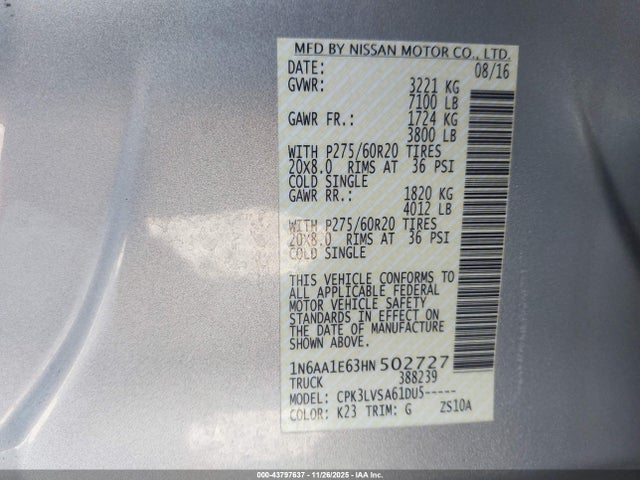 MFD BY NISSAN MOTOR CO., LTD.
DATE: 08/16
GVWR: 3221 KG
7100 LB
GAWR FR.: 1724 KG
3800 LB
WITH P275/60R20 TIRES
20X8.0 RIMS AT 36 PSI
COLD SINGLE
GAWR RR.: 1820 KG
4012 LB
WITH P275/60R20 TIRES
20X8.0 RIMS AT 36 PSI
COLD SINGLE
THIS VEHICLE CONFORMS TO
ALL APPLICABLE FEDERAL
MOTOR VEHICLE SAFETY
STANDARDS IN EFFECT ON
THE DATE OF MANUFACTURE
SHOWN ABOVE.
1N6AA1E63HN502727
TRUCK 388239
MODEL: CPK3LVSA61DU5-----
COLOR: K23 TRIM: G ZS10A
000-43797637 - 11/26/2025 - IAA Inc.